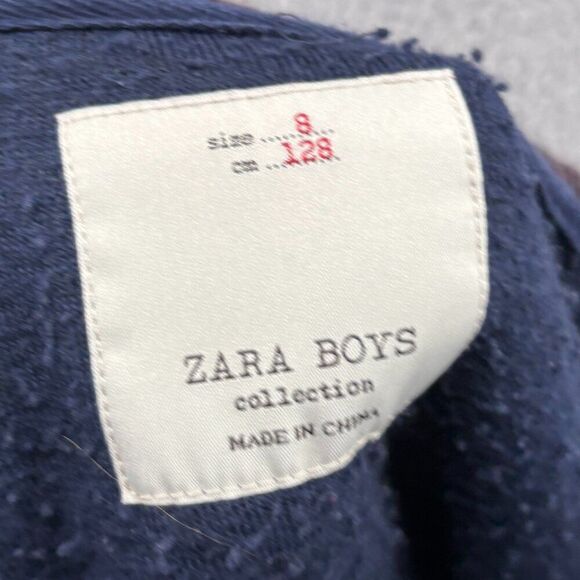 size ......8...
cm ...128.
ZARA BOYS
collection
MADE IN CHINA